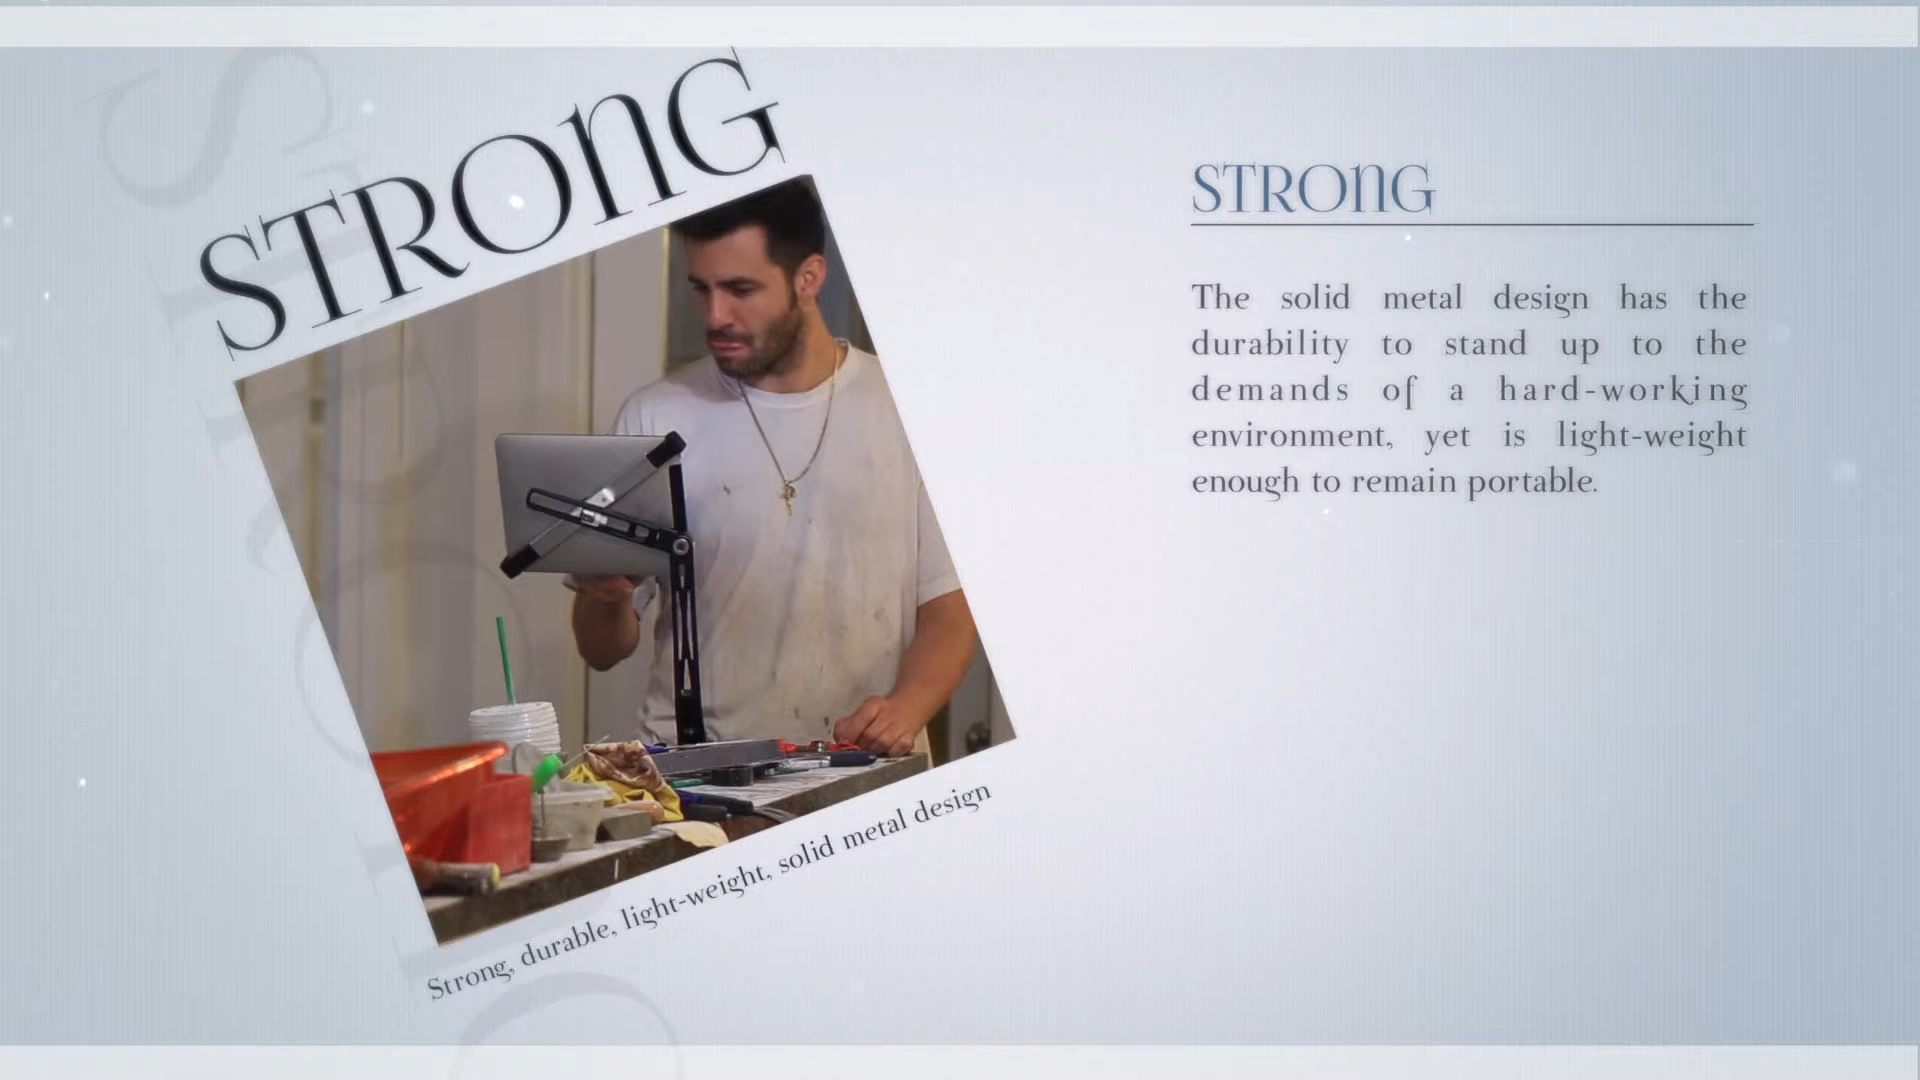 STRONG
Strong, durable, light-weight, solid metal design
STRONG
The solid metal design has the
durability to stand up to the
demands of a hard-working
environment, yet is light-weight
enough to remain portable.